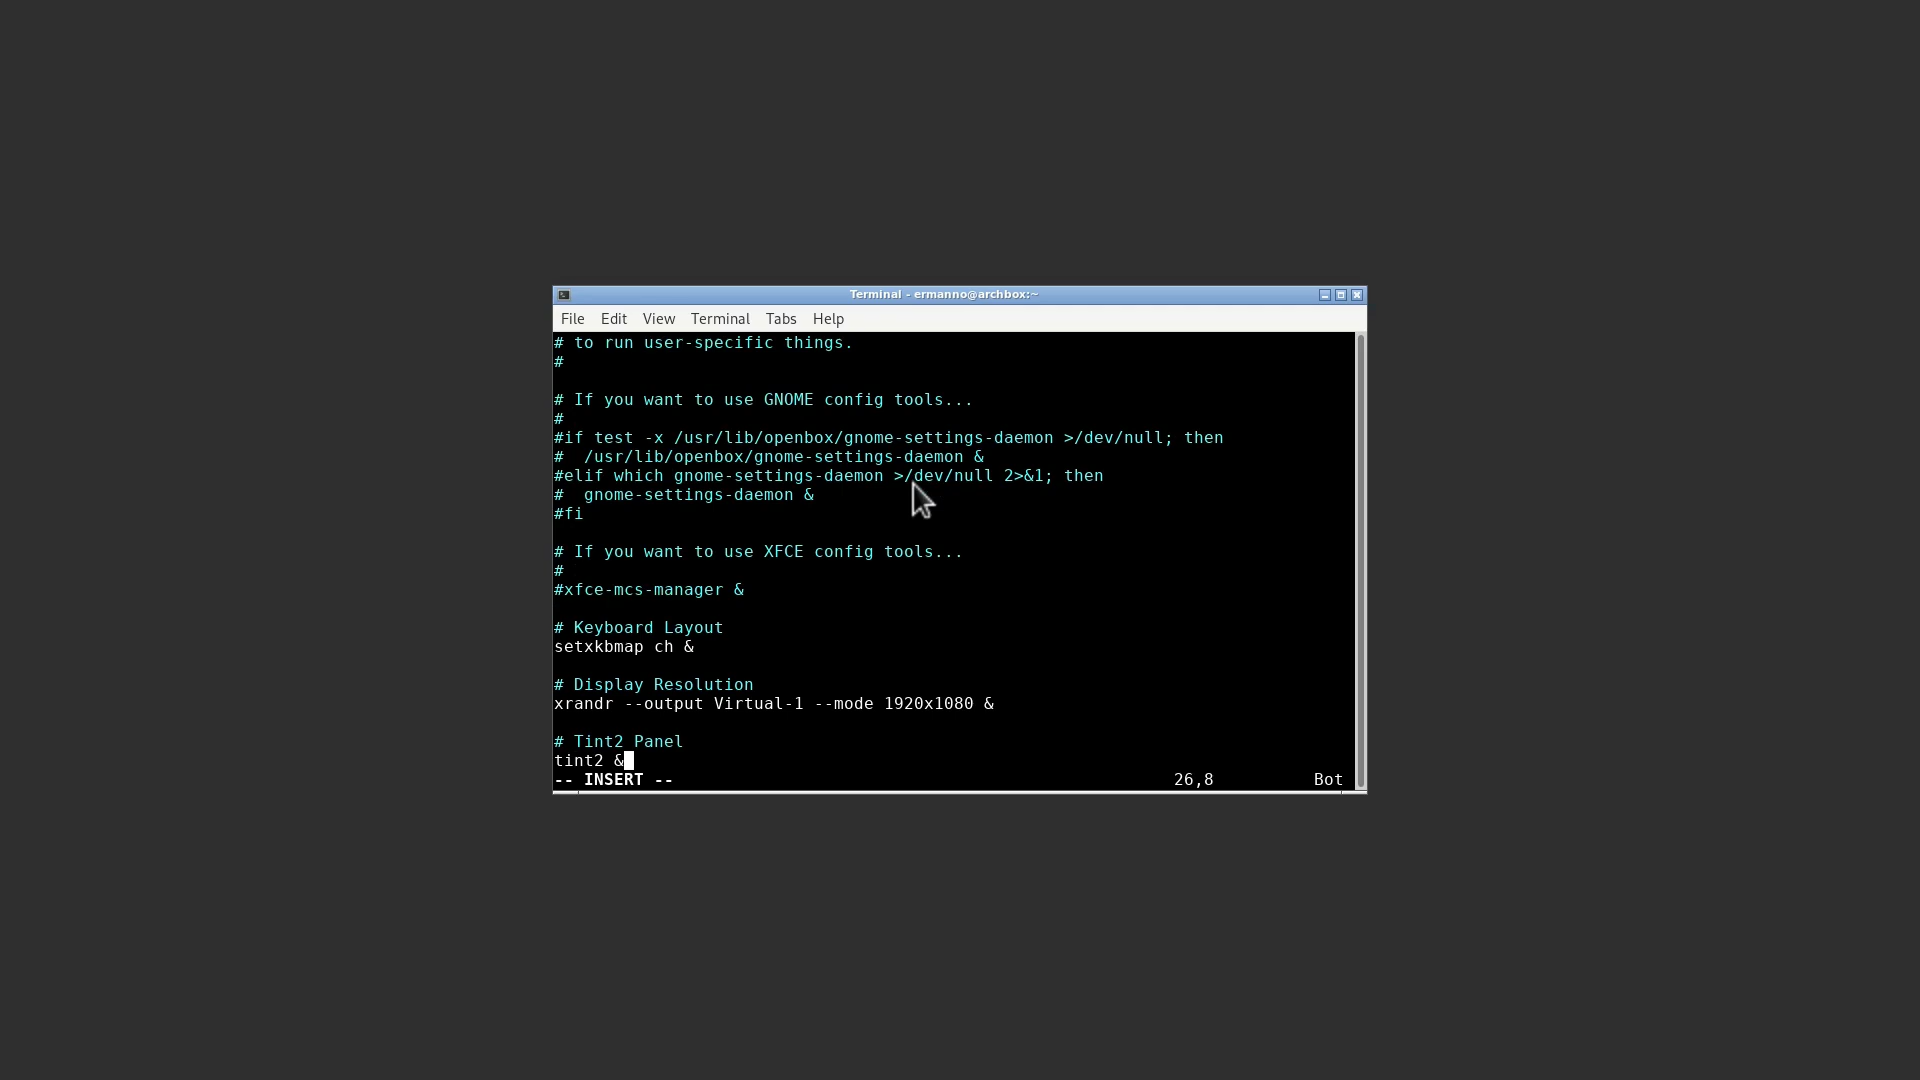 Terminal - ermanno@archbox:~
File Edit View Terminal Tabs Help
# to run user-specific things.
#
# If you want to use GNOME config tools...
#
#if test -x /usr/lib/openbox/gnome-settings-daemon >/dev/null; then
#  /usr/lib/openbox/gnome-settings-daemon &
#elif which gnome-settings-daemon >/dev/null 2>&1; then
#  gnome-settings-daemon &
#fi
# If you want to use XFCE config tools...
#
#xfce-mcs-manager &
# Keyboard Layout
setxkbmap ch &
# Display Resolution
xrandr --output Virtual-1 --mode 1920x1080 &
# Tint2 Panel
tint2 &
-- INSERT -- 26,8 Bot